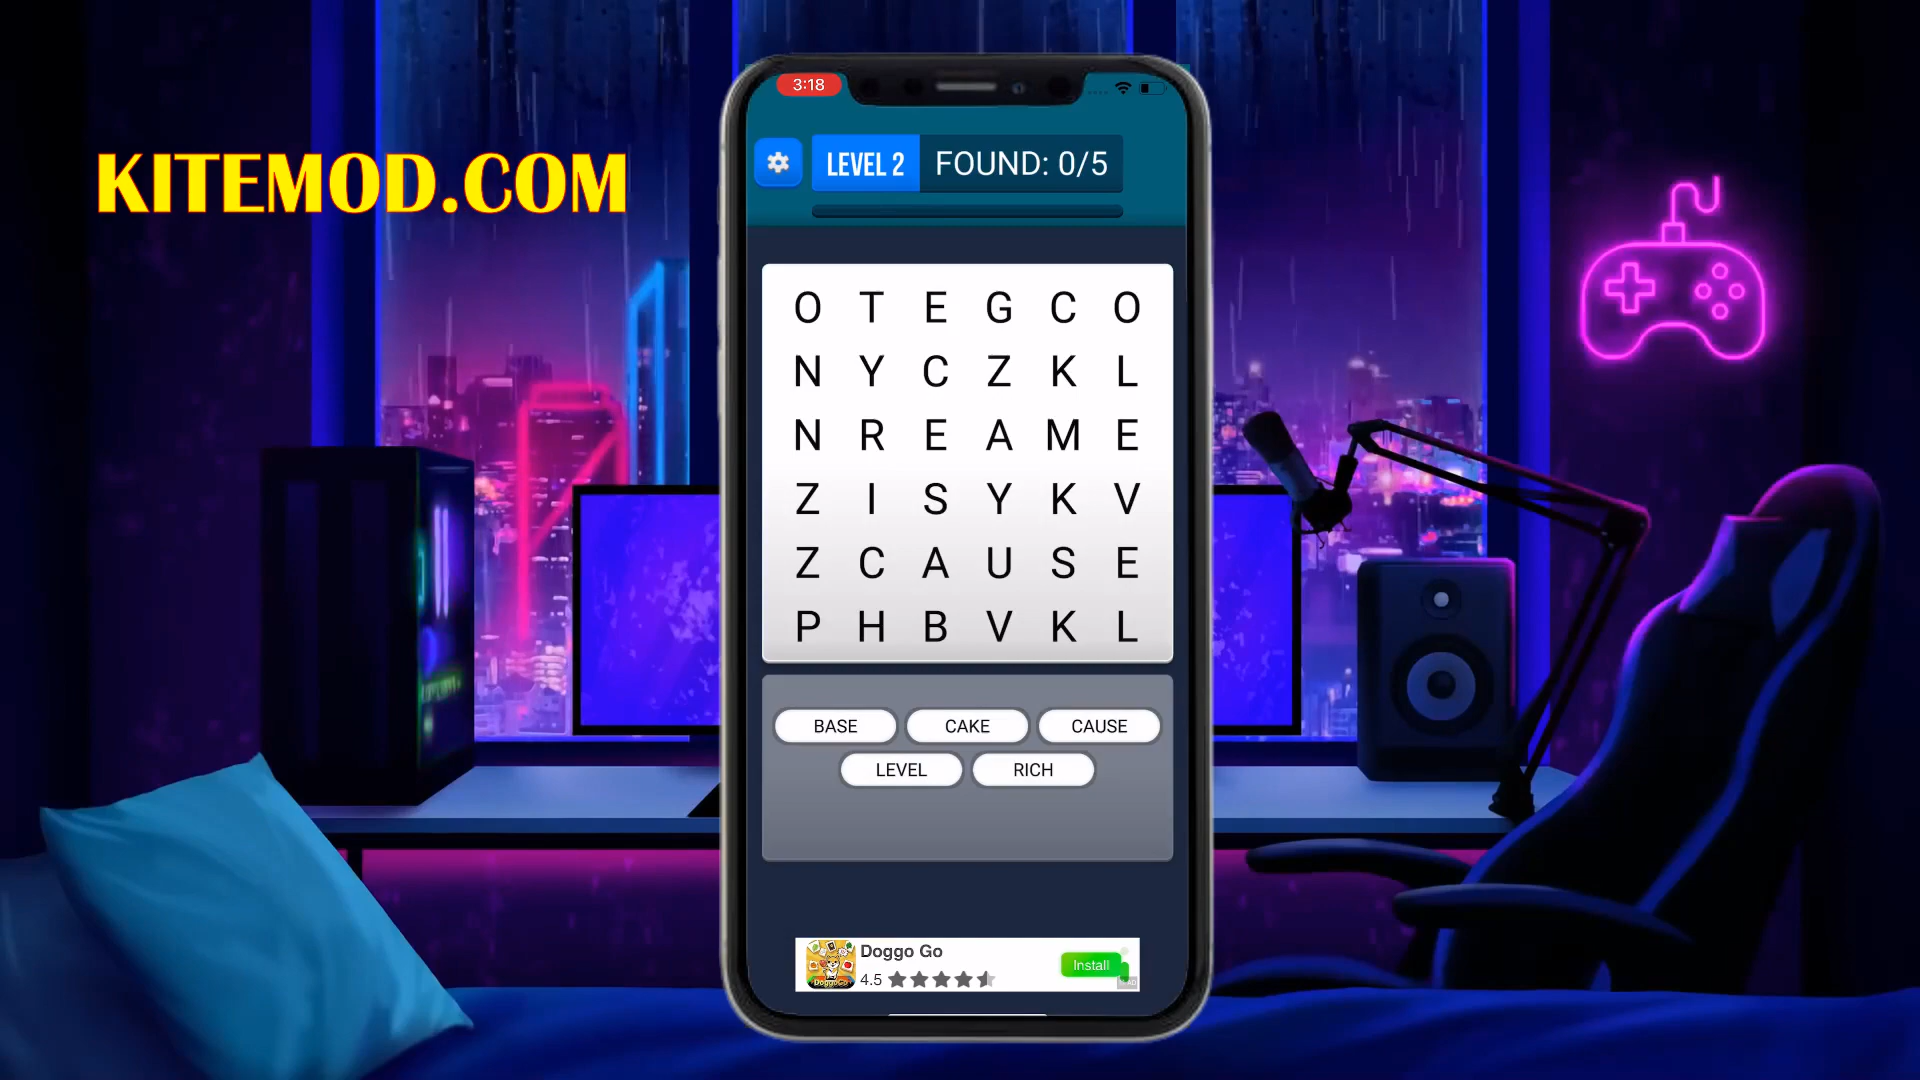 KITEMOD.COM
3:18
LEVEL 2
FOUND: 0/5
O T E G C O
N Y C Z K L
N R E A M E
Z I S Y K V
Z C A U S E
P H B V K L
BASE
CAKE
CAUSE
LEVEL
RICH
Doggo Go
4.5
Install
DoggoGo